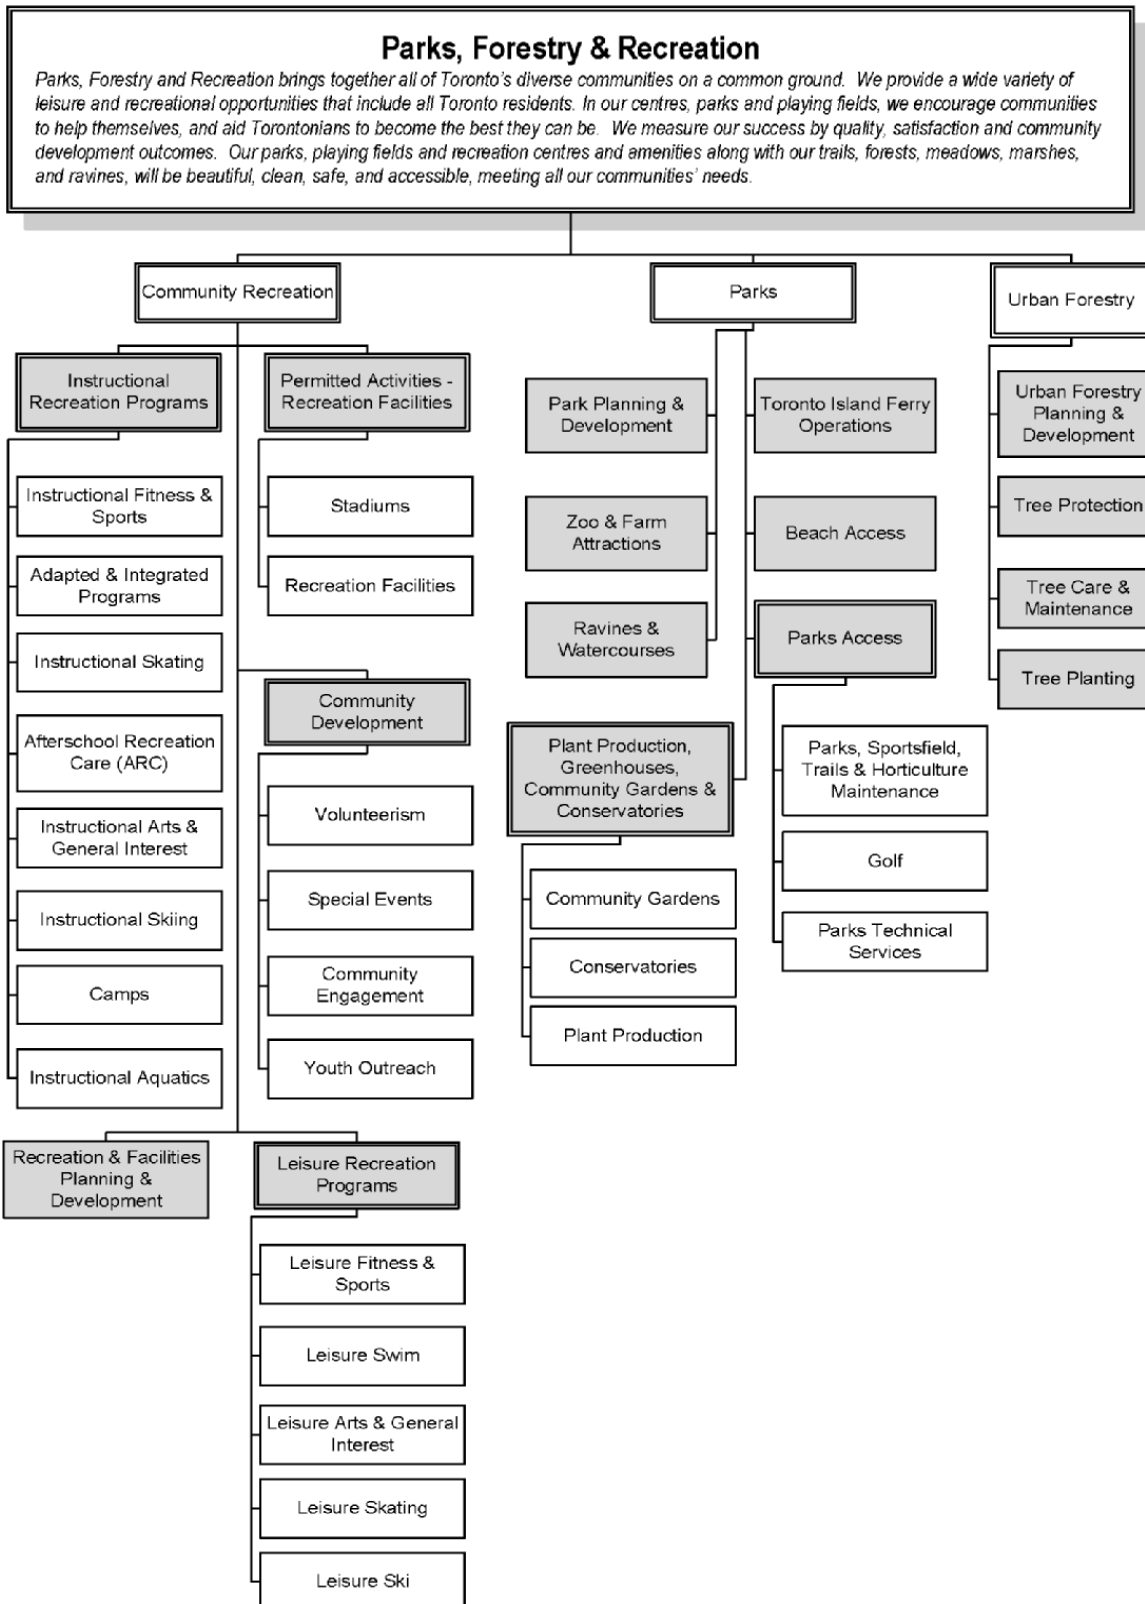 Parks, Forestry & Recreation
Parks, Forestry and Recreation brings together all of Toronto's diverse communities on a common ground. We provide a wide variety of
leisure and recreational opportunities that include all Toronto residents. In our centres, parks and playing fields, we encourage communities
to help themselves, and aid Torontonians to become the best they can be. We measure our success by quality, satisfaction and community
development outcomes. Our parks, playing fields and recreation centres and amenities along with our trails, forests, meadows, marshes,
and ravines, will be beautiful, clean, safe, and accessible, meeting all our communities' needs.
Community Recreation
Instructional
Recreation Programs
Instructional Fitness &
Sports
Adapted & Integrated
Programs
Instructional Skating
Afterschool Recreation
Care (ARC)
Instructional Arts &
General Interest
Instructional Skiing
Camps
Instructional Aquatics
Permitted Activities -
Recreation Facilities
Stadiums
Recreation Facilities
Community
Development
Volunteerism
Special Events
Community
Engagement
Youth Outreach
Recreation & Facilities
Planning &
Development
Leisure Recreation
Programs
Leisure Fitness &
Sports
Leisure Swim
Leisure Arts & General
Interest
Leisure Skating
Leisure Ski
Parks
Park Planning &
Development
Zoo & Farm
Attractions
Ravines &
Watercourses
Plant Production,
Greenhouses,
Community Gardens &
Conservatories
Community Gardens
Conservatories
Plant Production
Toronto Island Ferry
Operations
Beach Access
Parks Access
Parks, Sportsfield,
Trails & Horticulture
Maintenance
Golf
Parks Technical
Services
Urban Forestry
Urban Forestry
Planning &
Development
Tree Protection
Tree Care &
Maintenance
Tree Planting